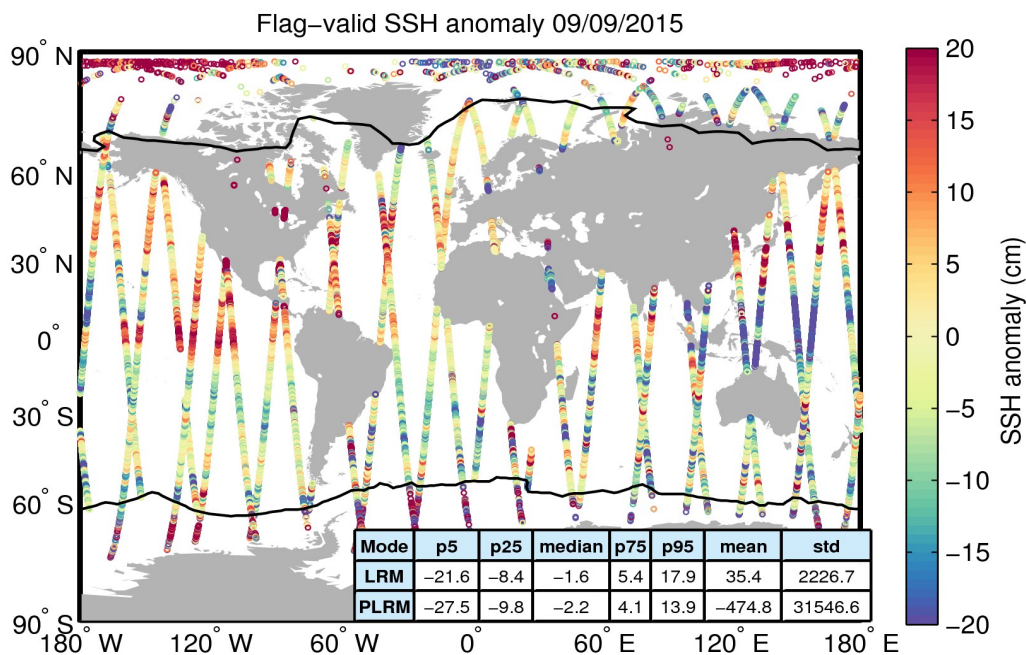 Flag−valid SSH anomaly 09/09/2015
90° N
60° N
30° N
0°
30° S
60° S
90° S
180° W
120° W
60° W
0°
60° E
120° E
180° E
20
15
10
5
0
−5
−10
−15
−20
SSH anomaly (cm)
Mode p5 p25 median p75 p95 mean std
LRM −21.6 −8.4 −1.6 5.4 17.9 35.4 2226.7
PLRM −27.5 −9.8 −2.2 4.1 13.9 −474.8 31546.6